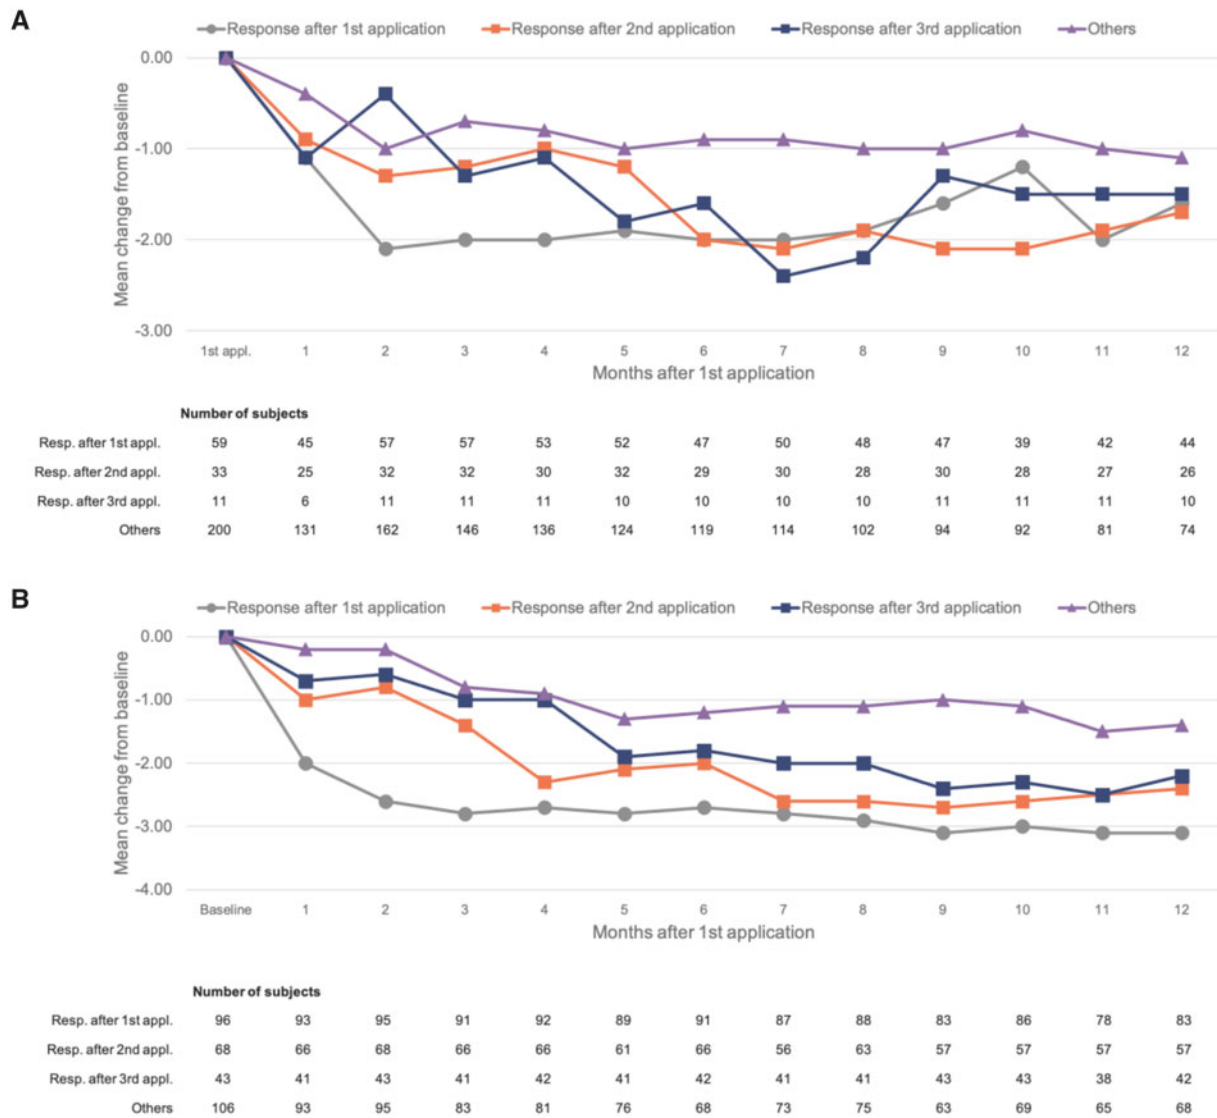 A
Response after 1st application Response after 2nd application Response after 3rd application Others
0.00
-1.00
-2.00
-3.00
Mean change from baseline
1st appl. 1 2 3 4 5 6 7 8 9 10 11 12
Months after 1st application
Number of subjects
Resp. after 1st appl. 59 45 57 57 53 52 47 50 48 47 39 42 44
Resp. after 2nd appl. 33 25 32 32 30 32 29 30 28 30 28 27 26
Resp. after 3rd appl. 11 6 11 11 11 10 10 10 10 11 11 11 10
Others 200 131 162 146 136 124 119 114 102 94 92 81 74
B
Response after 1st application Response after 2nd application Response after 3rd application Others
0.00
-1.00
-2.00
-3.00
-4.00
Mean change from baseline
Baseline 1 2 3 4 5 6 7 8 9 10 11 12
Months after 1st application
Number of subjects
Resp. after 1st appl. 96 93 95 91 92 89 91 87 88 83 86 78 83
Resp. after 2nd appl. 68 66 68 66 66 61 66 56 63 57 57 57 57
Resp. after 3rd appl. 43 41 43 41 42 41 42 41 41 43 43 38 42
Others 106 93 95 83 81 76 68 73 75 63 69 65 68